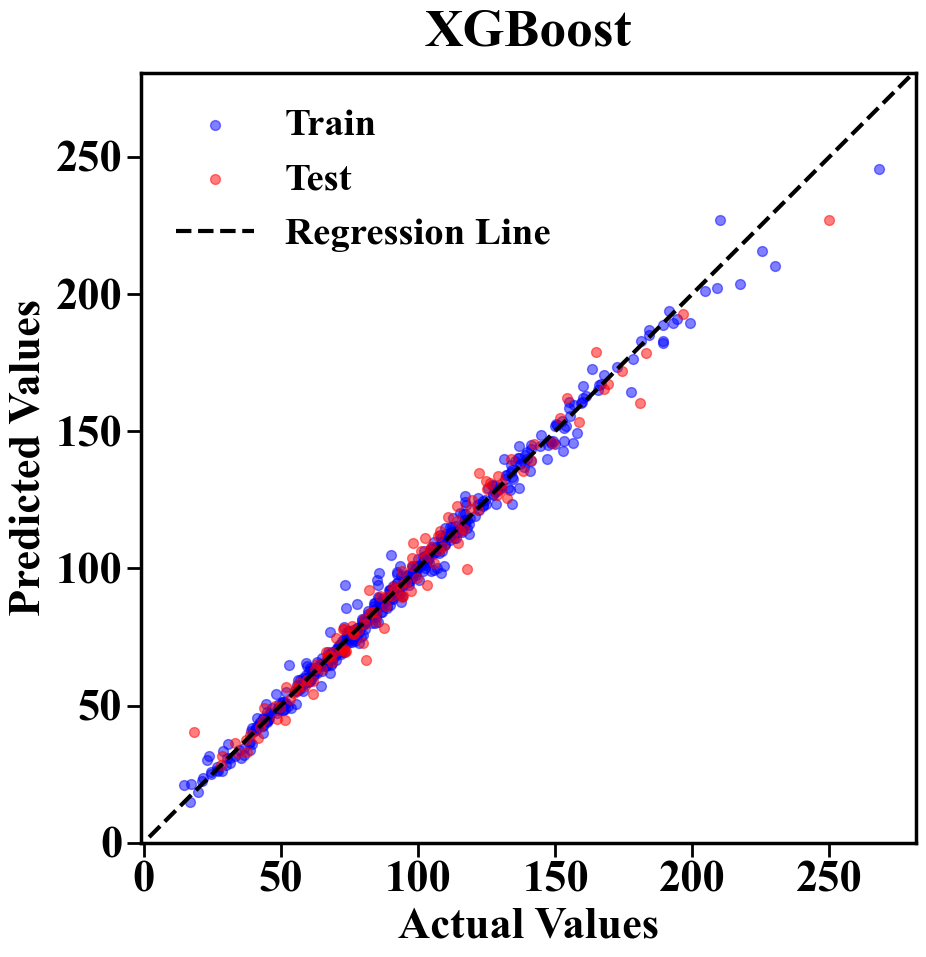 XGBoost
Train
Test
Regression Line
250
200
150
100
50
0
Predicted Values
0 50 100 150 200 250
Actual Values